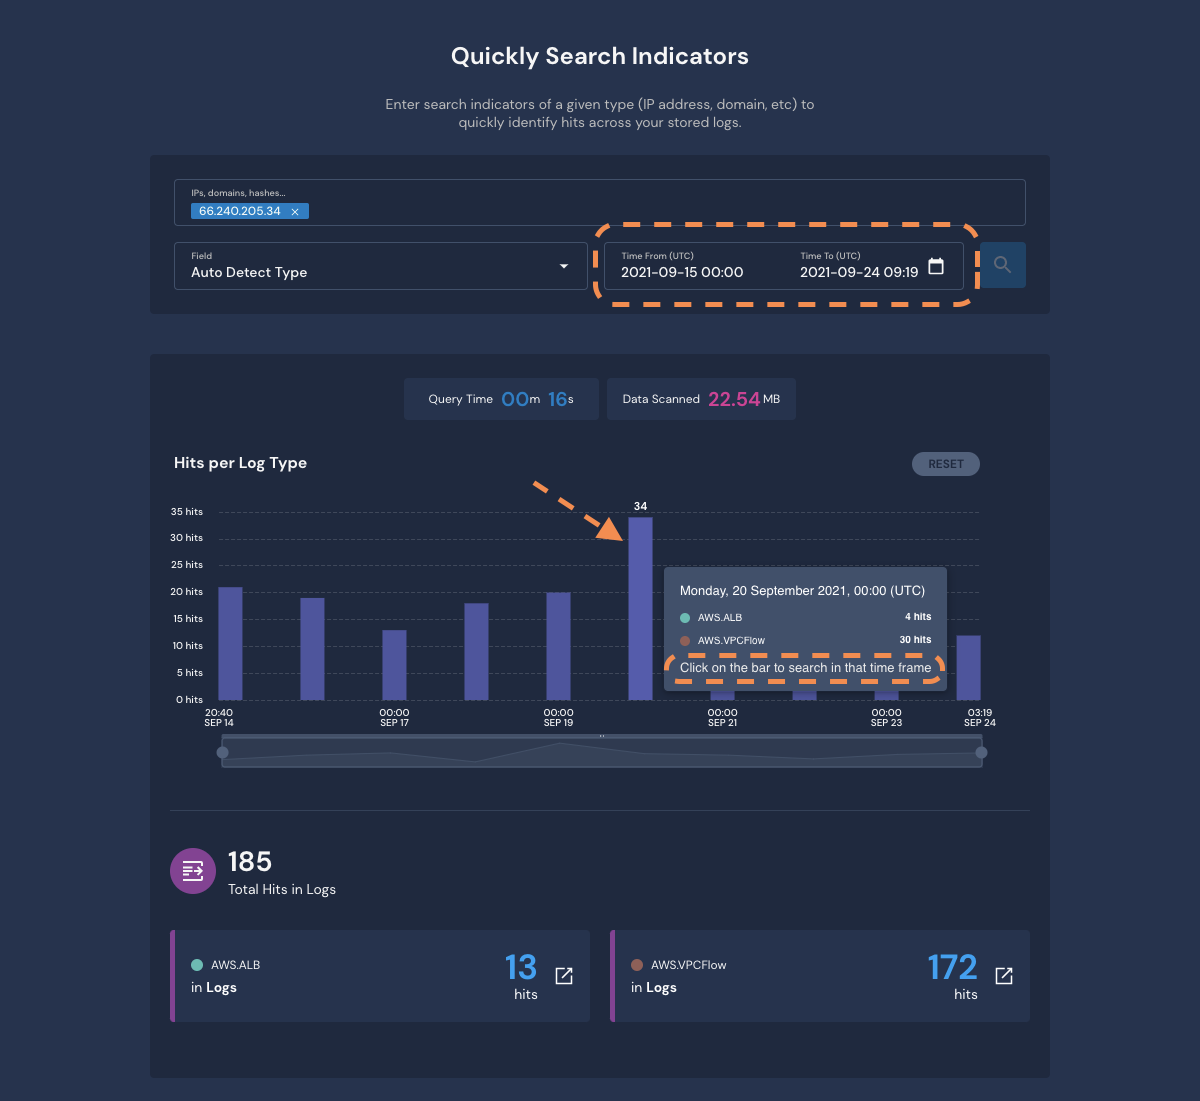 Quickly Search Indicators
Enter search indicators of a given type (IP address, domain, etc) to
quickly identify hits across your stored logs.
IPs, domains, hashes...
66.240.205.34 ×
Field
Auto Detect Type
Time From (UTC)
2021-09-15 00:00
Time To (UTC)
2021-09-24 09:19
Query Time 00m 16s
Data Scanned 22.54 MB
Hits per Log Type
RESET
34
35 hits
30 hits
25 hits
20 hits
15 hits
10 hits
5 hits
0 hits
Monday, 20 September 2021, 00:00 (UTC)
AWS.ALB 4 hits
AWS.VPCFlow 30 hits
Click on the bar to search in that time frame
20:40
SEP 14
00:00
SEP 17
00:00
SEP 19
00:00
SEP 21
00:00
SEP 23
03:19
SEP 24
185
Total Hits in Logs
AWS.ALB
in Logs
13
hits
AWS.VPCFlow
in Logs
172
hits